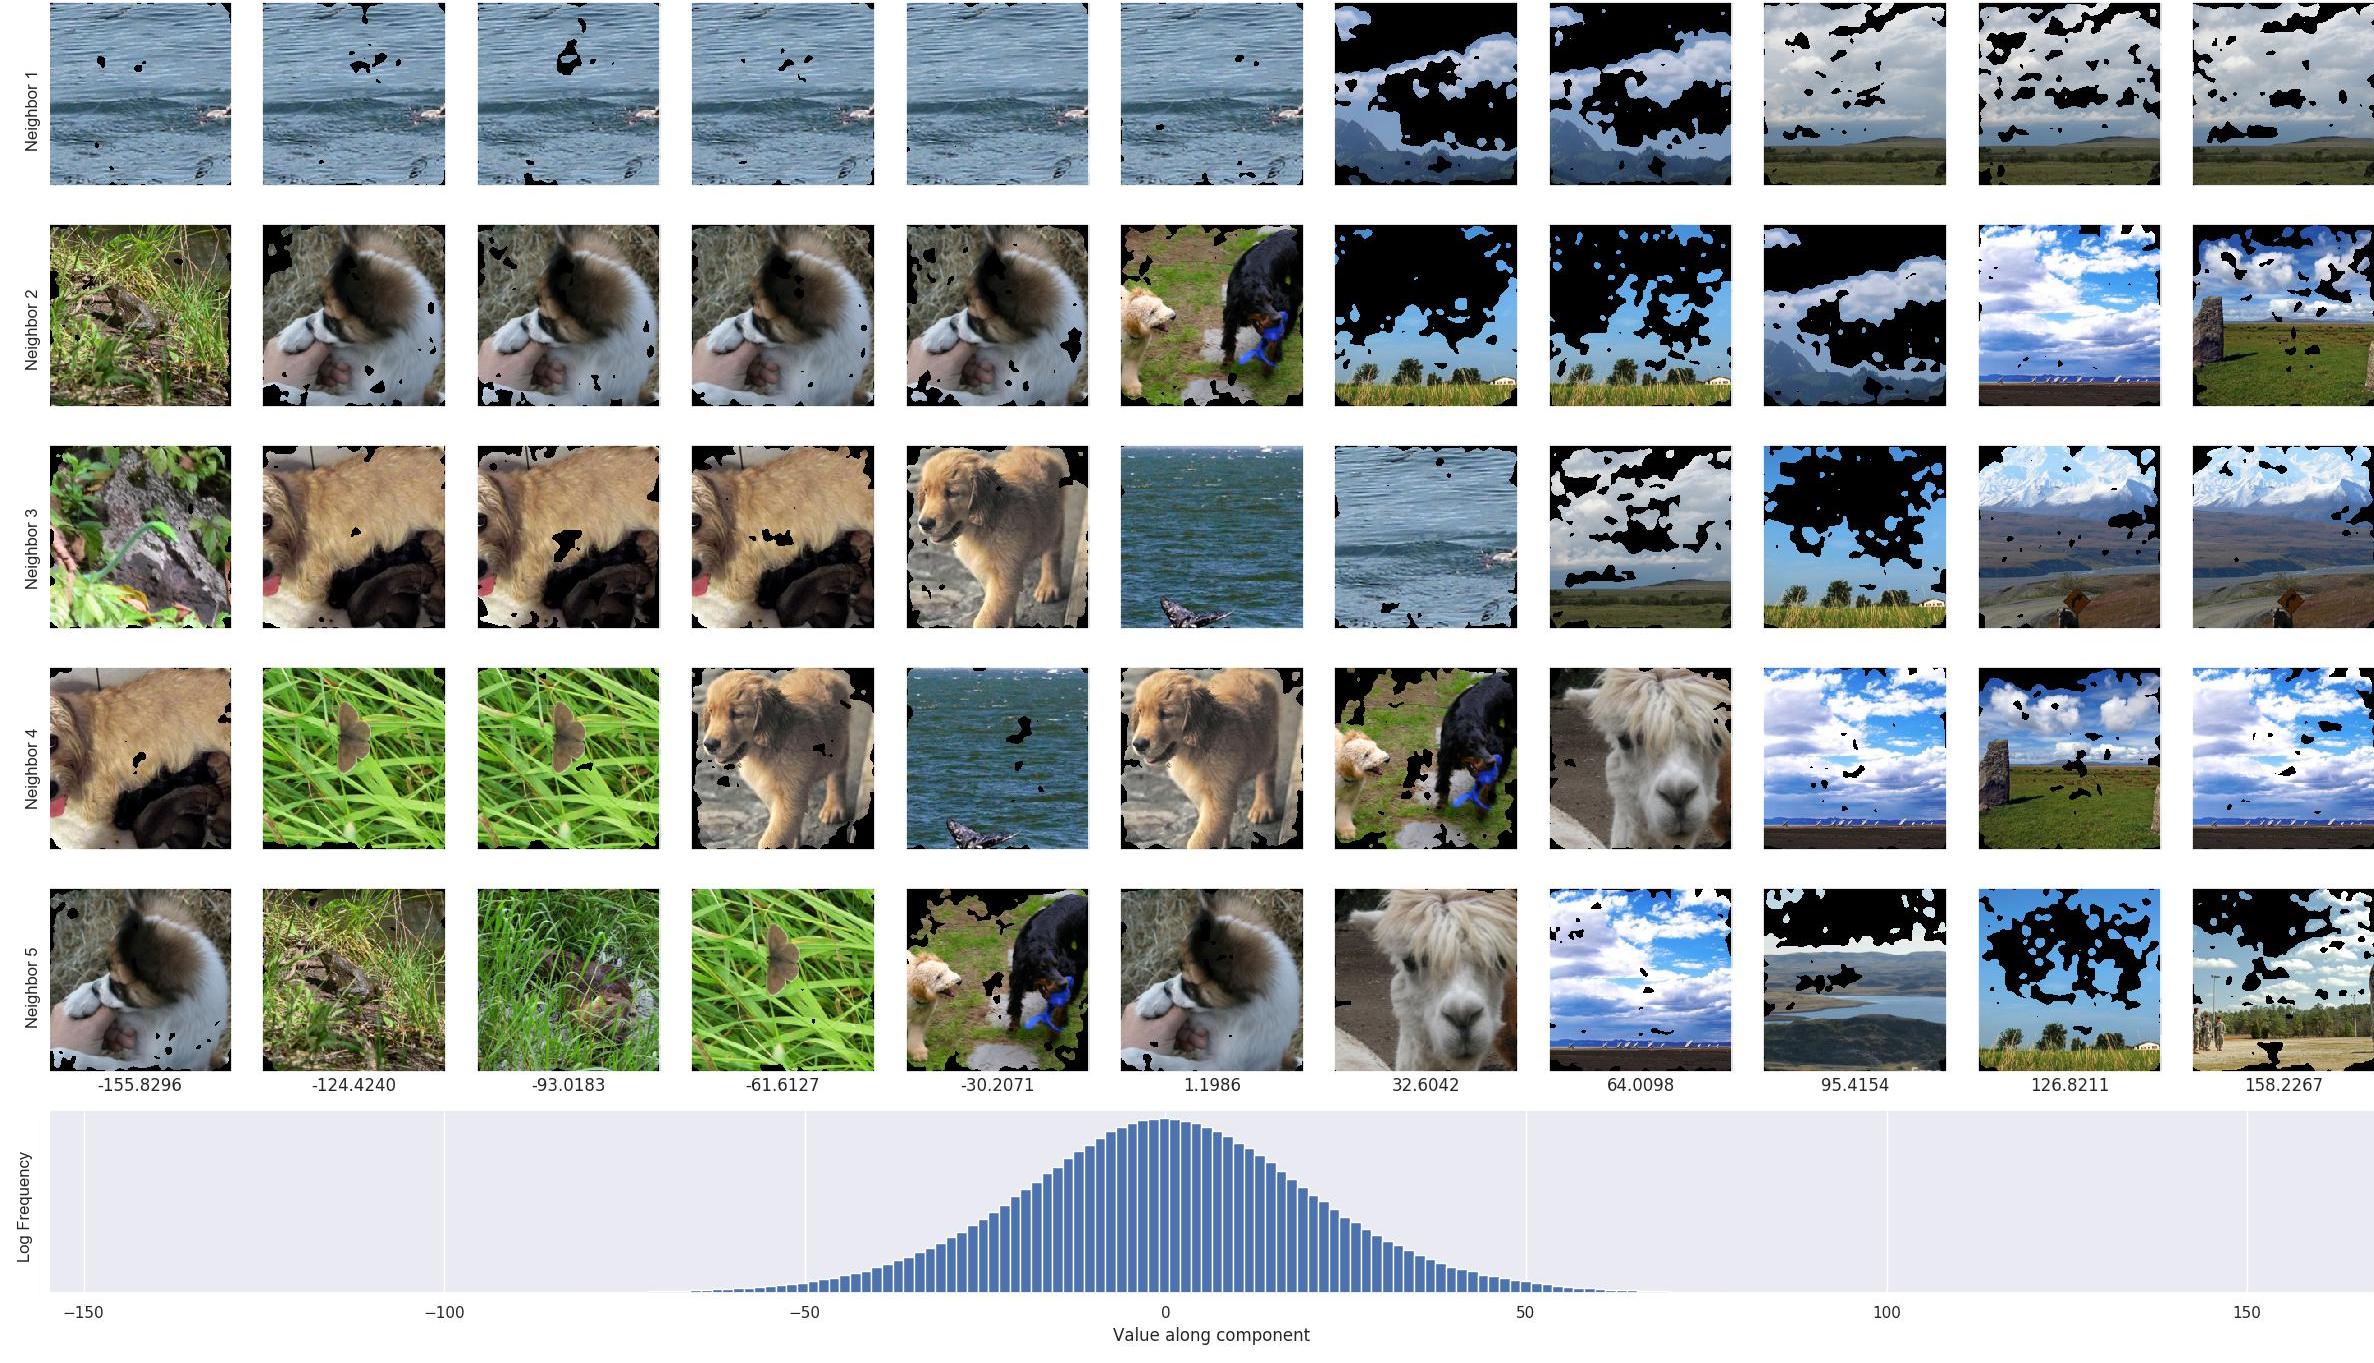 Neighbor 1
Neighbor 2
Neighbor 3
Neighbor 4
Neighbor 5
-155.8296 -124.4240 -93.0183 -61.6127 -30.2071 1.1986 32.6042 64.0098 95.4154 126.8211 158.2267
Log Frequency
−150 −100 −50 0 50 100 150
Value along component